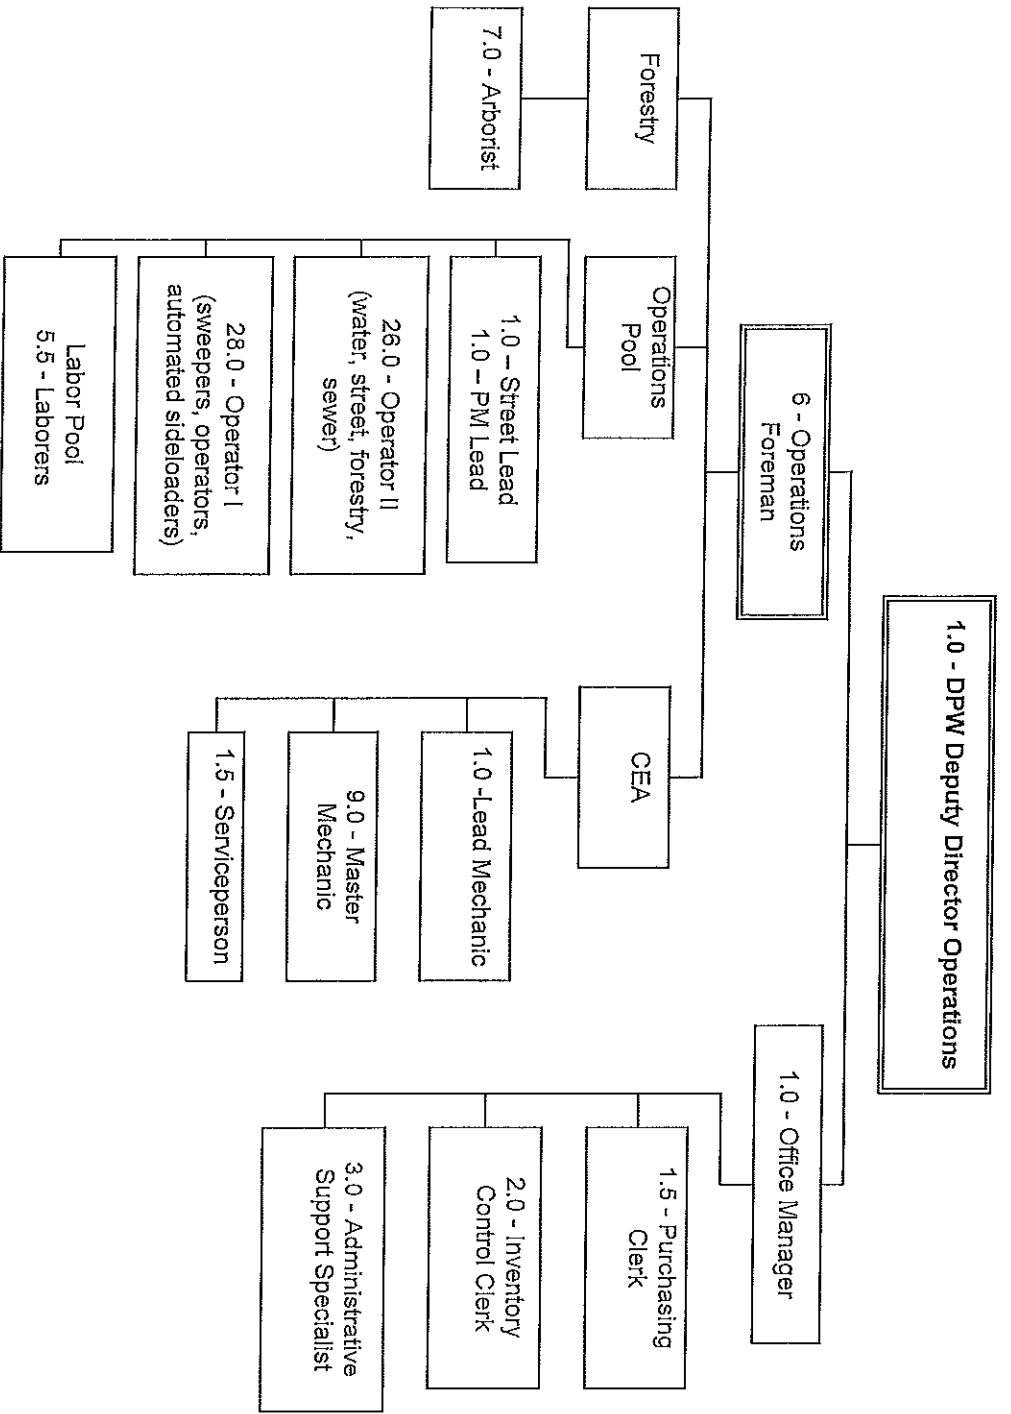 1.0 - DPW Deputy Director Operations
6 - Operations
Foreman
1.0 - Office Manager
Forestry
Operations
Pool
CEA
7.0 - Arborist
1.0 – Street Lead
1.0 – PM Lead
26.0 - Operator II
(water, street, forestry,
sewer)
28.0 - Operator I
(sweepers, operators,
automated sideloaders)
Labor Pool
5.5 - Laborers
1.0 -Lead Mechanic
9.0 - Master
Mechanic
1.5 - Serviceperson
1.5 - Purchasing
Clerk
2.0 - Inventory
Control Clerk
3.0 - Administrative
Support Specialist